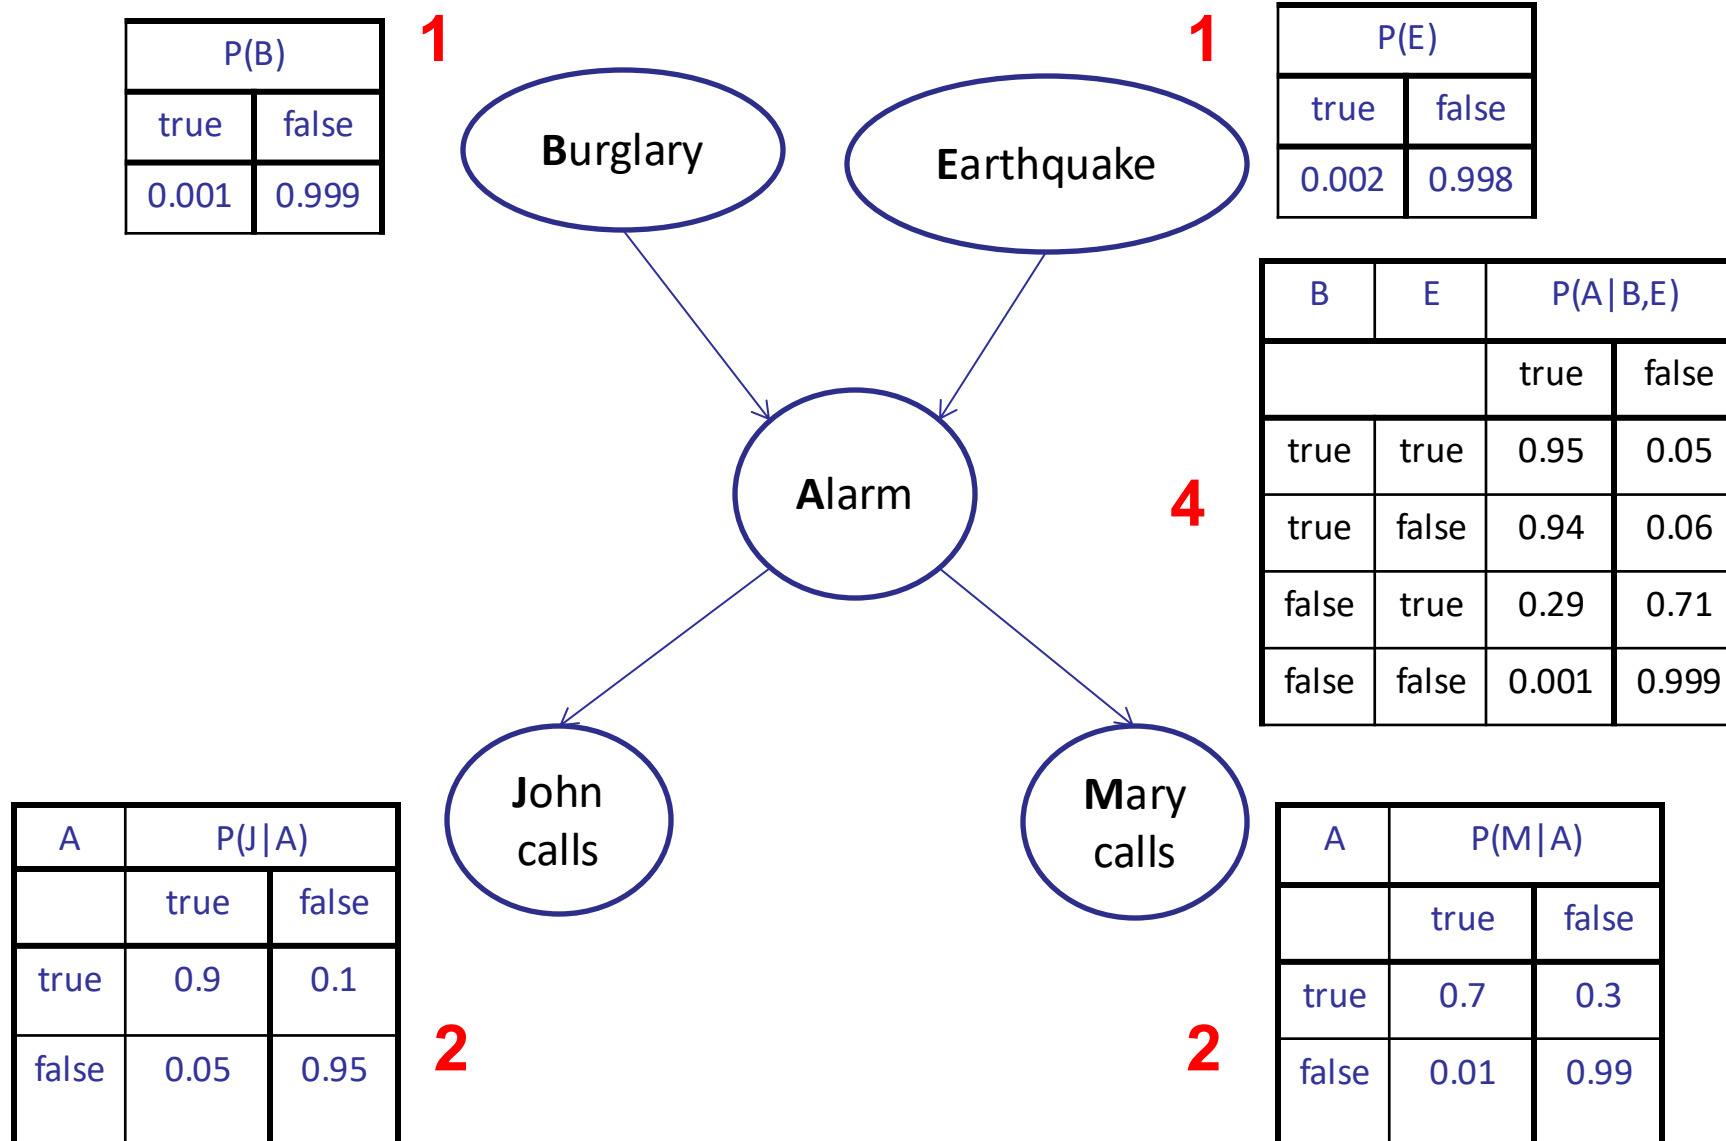 P(B)
true false
0.001 0.999
1
Burglary
1
Earthquake
P(E)
true false
0.002 0.998
B E P(A|B,E)
true false
true true 0.95 0.05
true false 0.94 0.06
false true 0.29 0.71
false false 0.001 0.999
4
Alarm
John
calls
Mary
calls
A P(J|A)
true false
true 0.9 0.1
false 0.05 0.95
2
2
A P(M|A)
true false
true 0.7 0.3
false 0.01 0.99